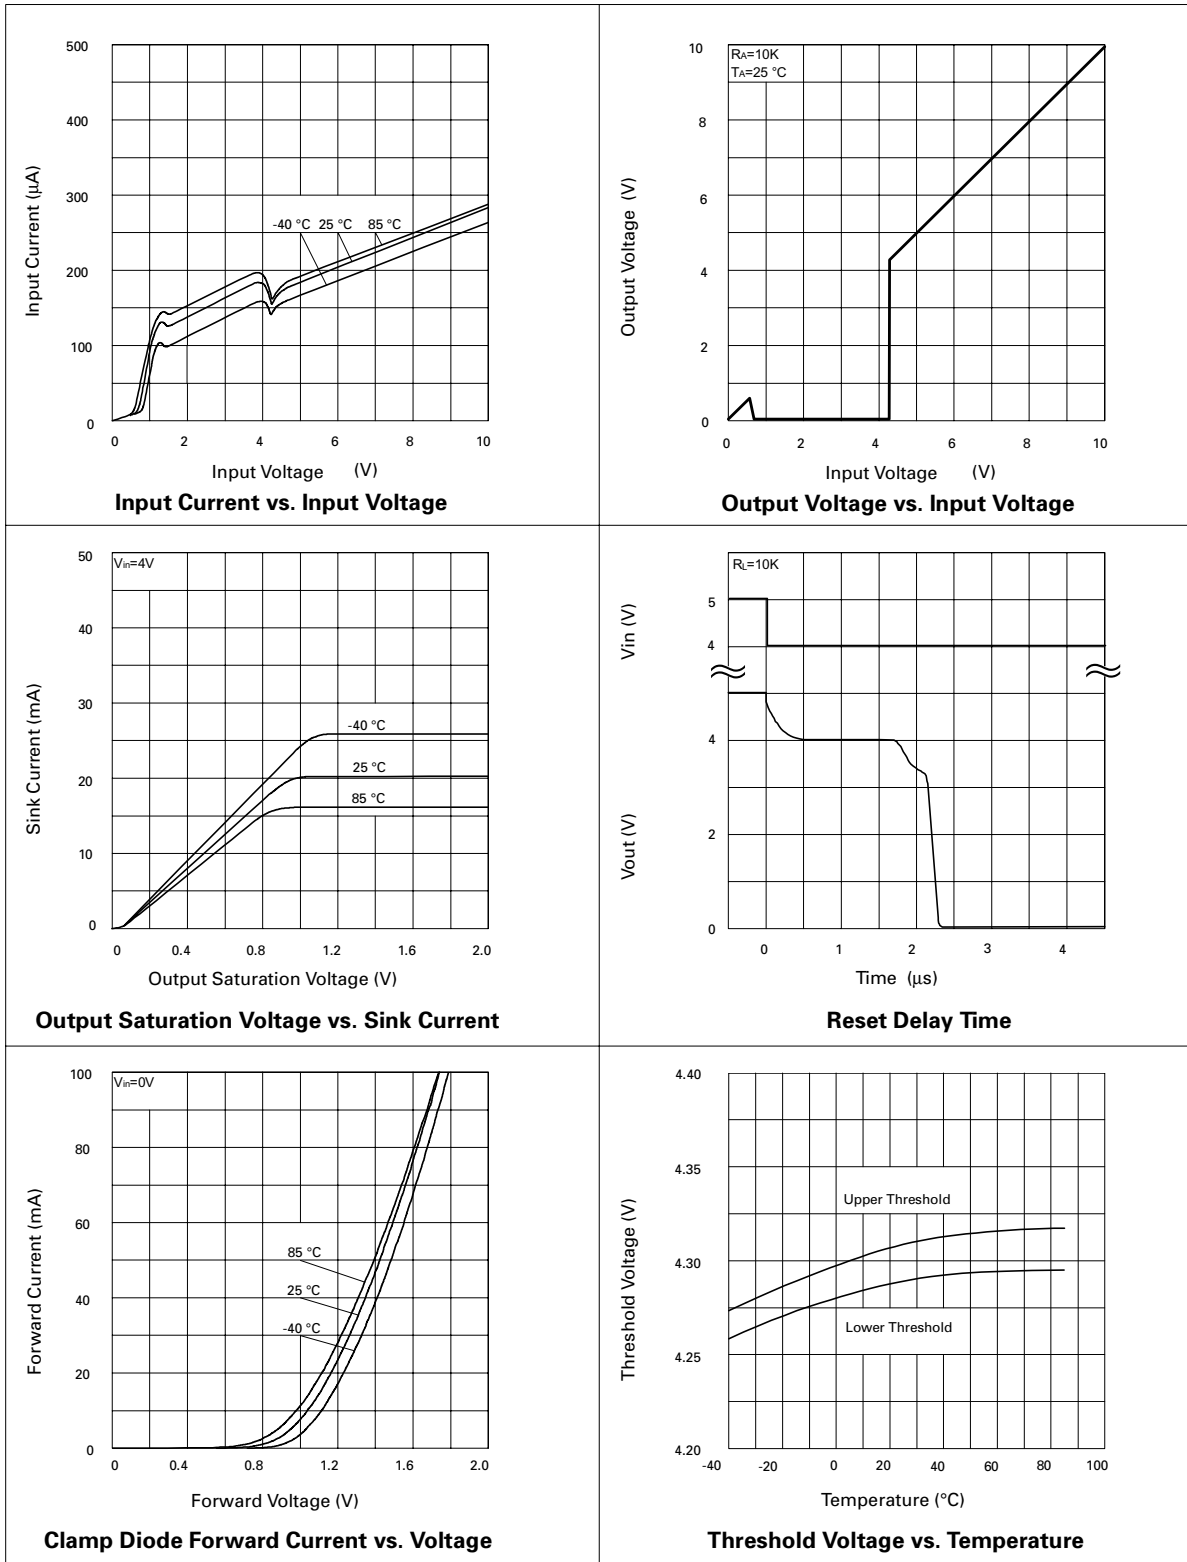 500
400
300
200
100
0
Input Current (μA)
-40 °C 25 °C 85 °C
0 2 4 6 8 10
Input Voltage (V)
Input Current vs. Input Voltage
RA=10K
TA=25 °C
10
8
6
4
2
0
Output Voltage (V)
0 2 4 6 8 10
Input Voltage (V)
Output Voltage vs. Input Voltage
Vin=4V
50
40
30
20
10
0
Sink Current (mA)
-40 °C
25 °C
85 °C
0 0.4 0.8 1.2 1.6 2.0
Output Saturation Voltage (V)
Output Saturation Voltage vs. Sink Current
RL=10K
5
4
Vin (V)
4
2
0
Vout (V)
0 1 2 3 4
Time (μs)
Reset Delay Time
Vin=0V
100
80
60
40
20
0
Forward Current (mA)
85 °C
25 °C
-40 °C
0 0.4 0.8 1.2 1.6 2.0
Forward Voltage (V)
Clamp Diode Forward Current vs. Voltage
4.40
4.35
4.30
4.25
4.20
Threshold Voltage (V)
Upper Threshold
Lower Threshold
-40 -20 0 20 40 60 80 100
Temperature (°C)
Threshold Voltage vs. Temperature